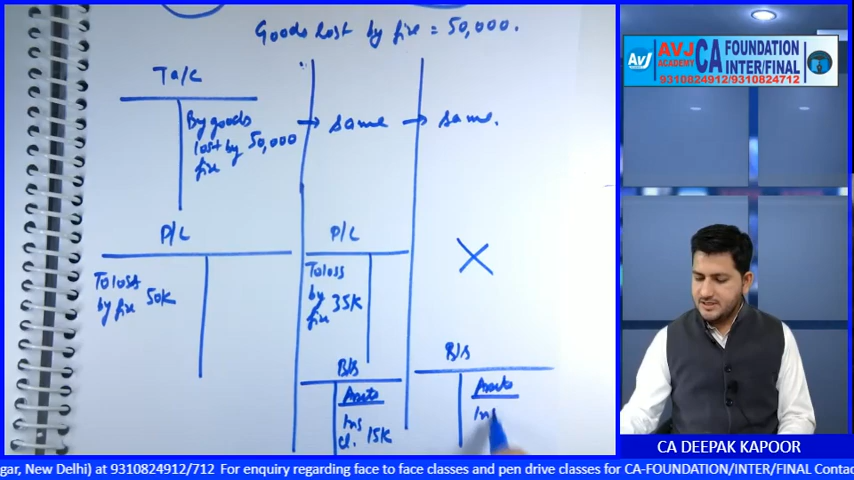 Goods lost by fire = 50,000.
T a/c
By goods
lost by 50,000
fire
→ same → same.
P/L
To loss
by fire 50K
P/L
To loss
by 35K
fire
B/S
Assets
Ins
cl. 15K
B/S
Assets
Ins
AVJ
ACADEMY
CA FOUNDATION
INTER/FINAL
9310824912/9310824712
AVJ
CA DEEPAK KAPOOR
gar, New Delhi) at 9310824912/712 For enquiry regarding face to face classes and pen drive classes for CA-FOUNDATION/INTER/FINAL Contac